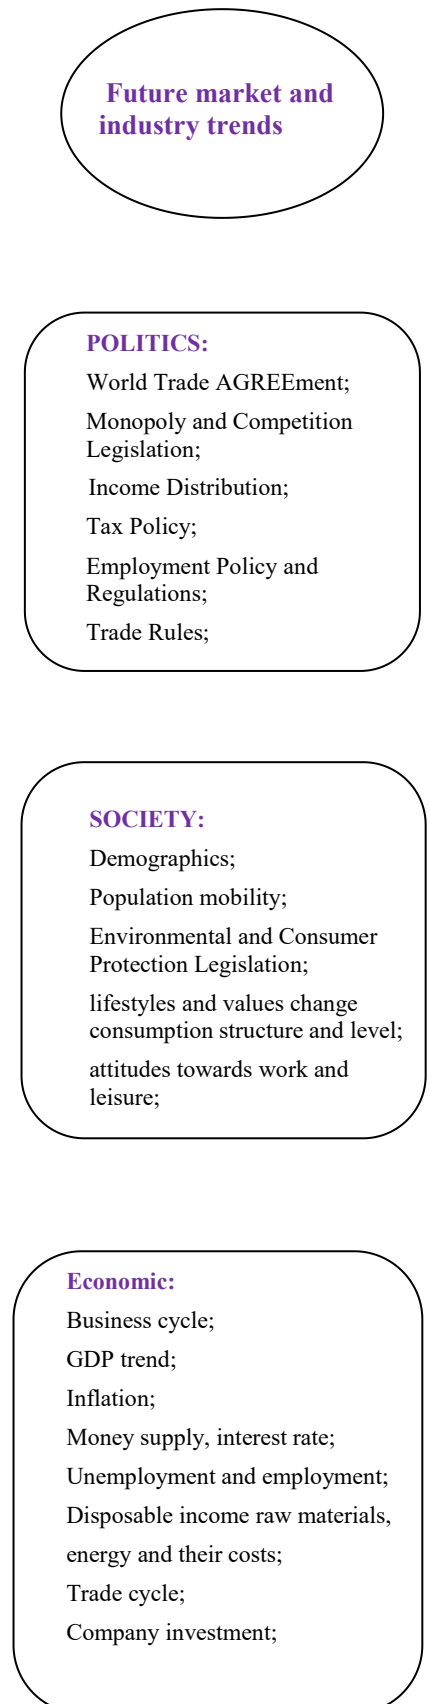 Future market and
industry trends
POLITICS:
World Trade AGREEment;
Monopoly and Competition
Legislation;
Income Distribution;
Tax Policy;
Employment Policy and
Regulations;
Trade Rules;
SOCIETY:
Demographics;
Population mobility;
Environmental and Consumer
Protection Legislation;
lifestyles and values change
consumption structure and level;
attitudes towards work and
leisure;
Economic:
Business cycle;
GDP trend;
Inflation;
Money supply, interest rate;
Unemployment and employment;
Disposable income raw materials,
energy and their costs;
Trade cycle;
Company investment;